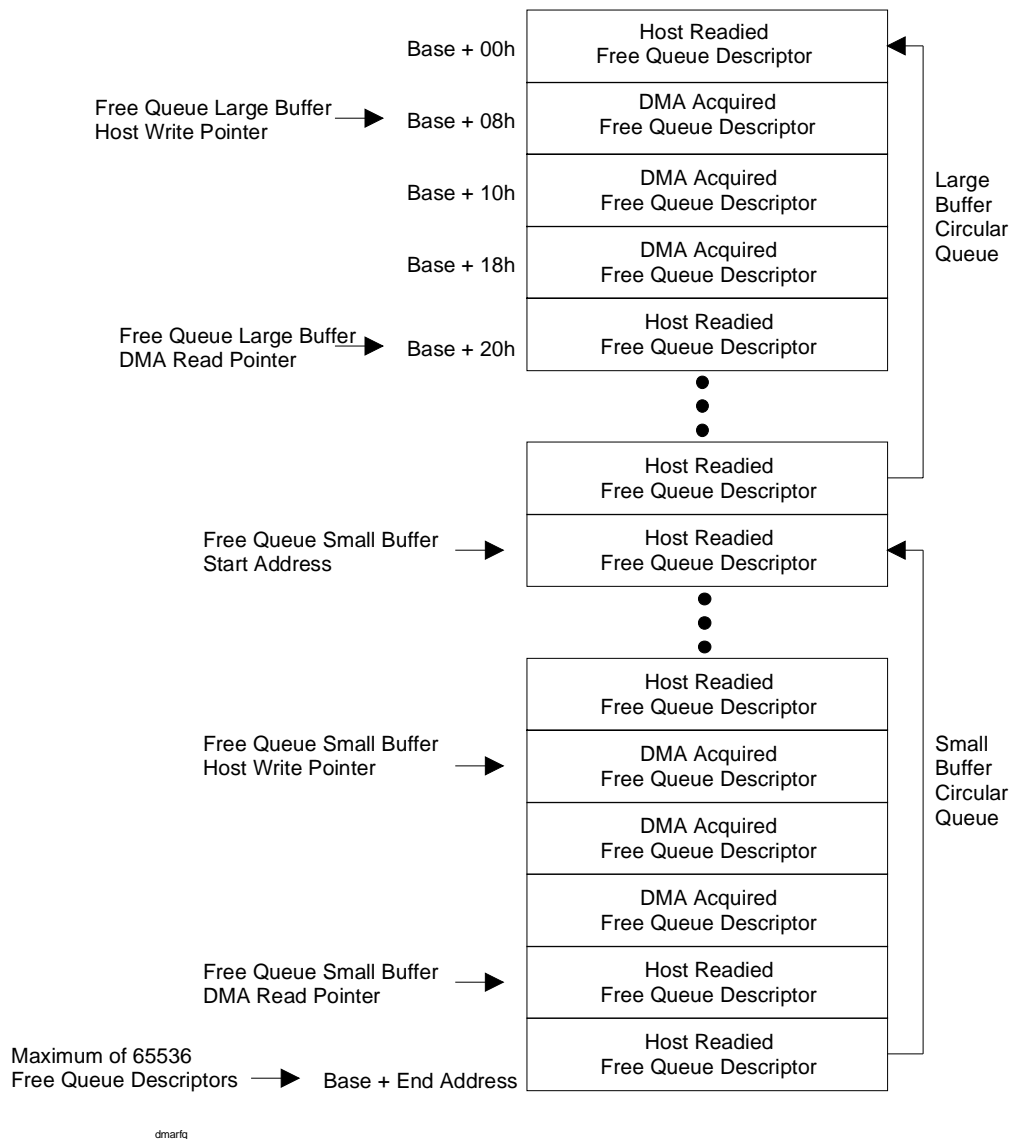 Host Readied
Free Queue Descriptor
Base + 00h
Free Queue Large Buffer
Host Write Pointer
Base + 08h
DMA Acquired
Free Queue Descriptor
Base + 10h
DMA Acquired
Free Queue Descriptor
Large
Buffer
Circular
Queue
Base + 18h
DMA Acquired
Free Queue Descriptor
Free Queue Large Buffer
DMA Read Pointer
Base + 20h
Host Readied
Free Queue Descriptor
Host Readied
Free Queue Descriptor
Free Queue Small Buffer
Start Address
Host Readied
Free Queue Descriptor
Host Readied
Free Queue Descriptor
Free Queue Small Buffer
Host Write Pointer
DMA Acquired
Free Queue Descriptor
Small
Buffer
Circular
Queue
DMA Acquired
Free Queue Descriptor
DMA Acquired
Free Queue Descriptor
Free Queue Small Buffer
DMA Read Pointer
Host Readied
Free Queue Descriptor
Maximum of 65536
Free Queue Descriptors
Base + End Address
Host Readied
Free Queue Descriptor
dmarfq